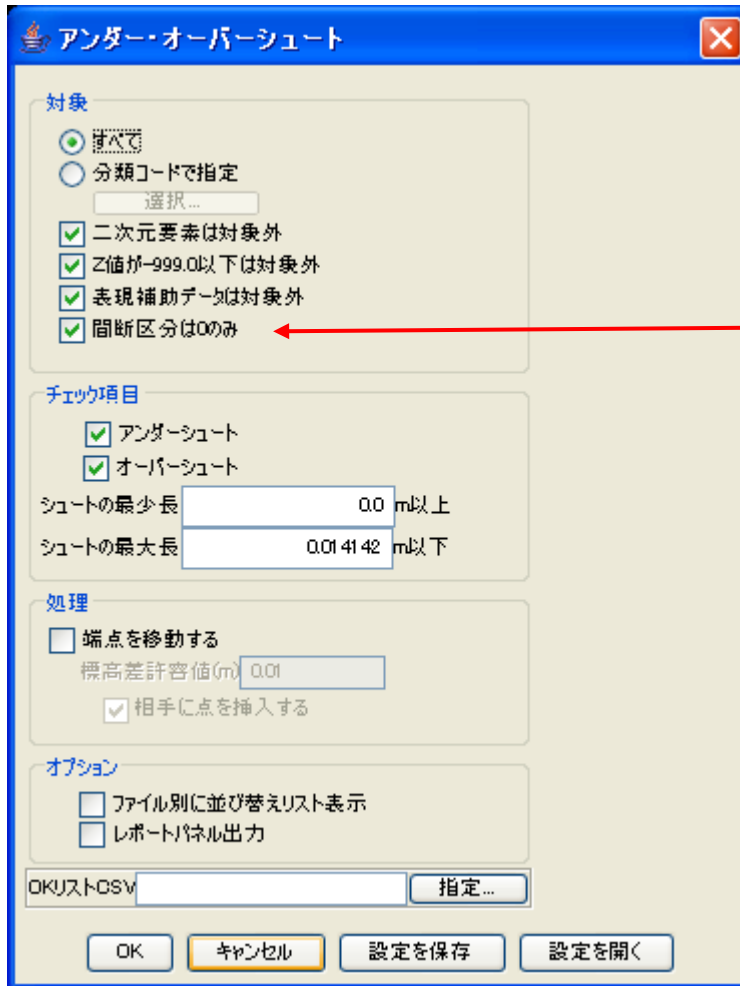 アンダー・オーバーシュート
対象
すべて
分類コードで指定
選択...
二次元要素は対象外
Z値が-999.0以下は対象外
表現補助データは対象外
間断区分は0のみ
チェック項目
アンダーシュート
オーバーシュート
シュートの最少長 0.0 m以上
シュートの最大長 0.014142 m以下
処理
端点を移動する
標高差許容値(m) 0.01
相手に点を挿入する
オプション
ファイル別に並び替えリスト表示
レポートパネル出力
OKリストCSV 指定...
OK キャンセル 設定を保存 設定を開く